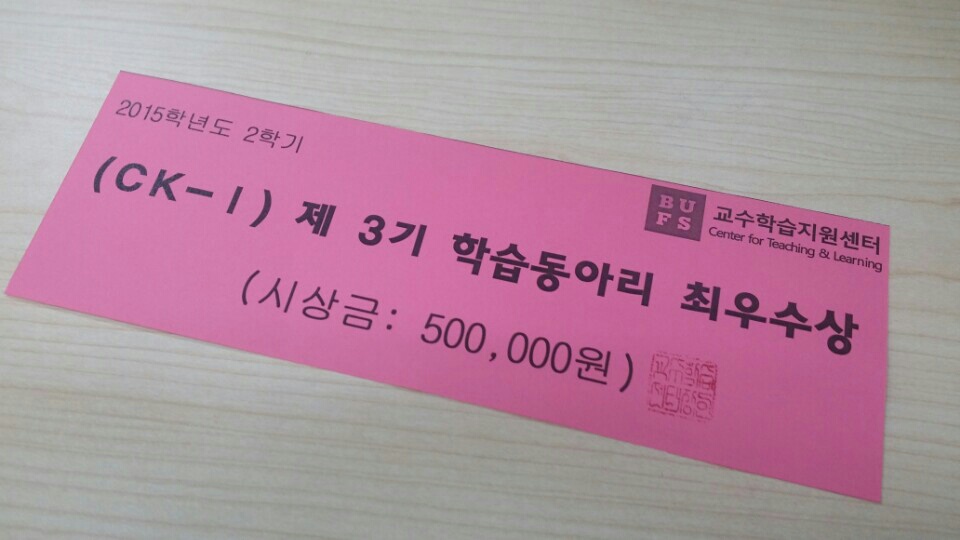 2015학년도 2학기
BU
FS
교수학습지원센터
Center for Teaching & Learning
(CK-I) 제 3기 학습동아리 최우수상
(시상금: 500,000원)